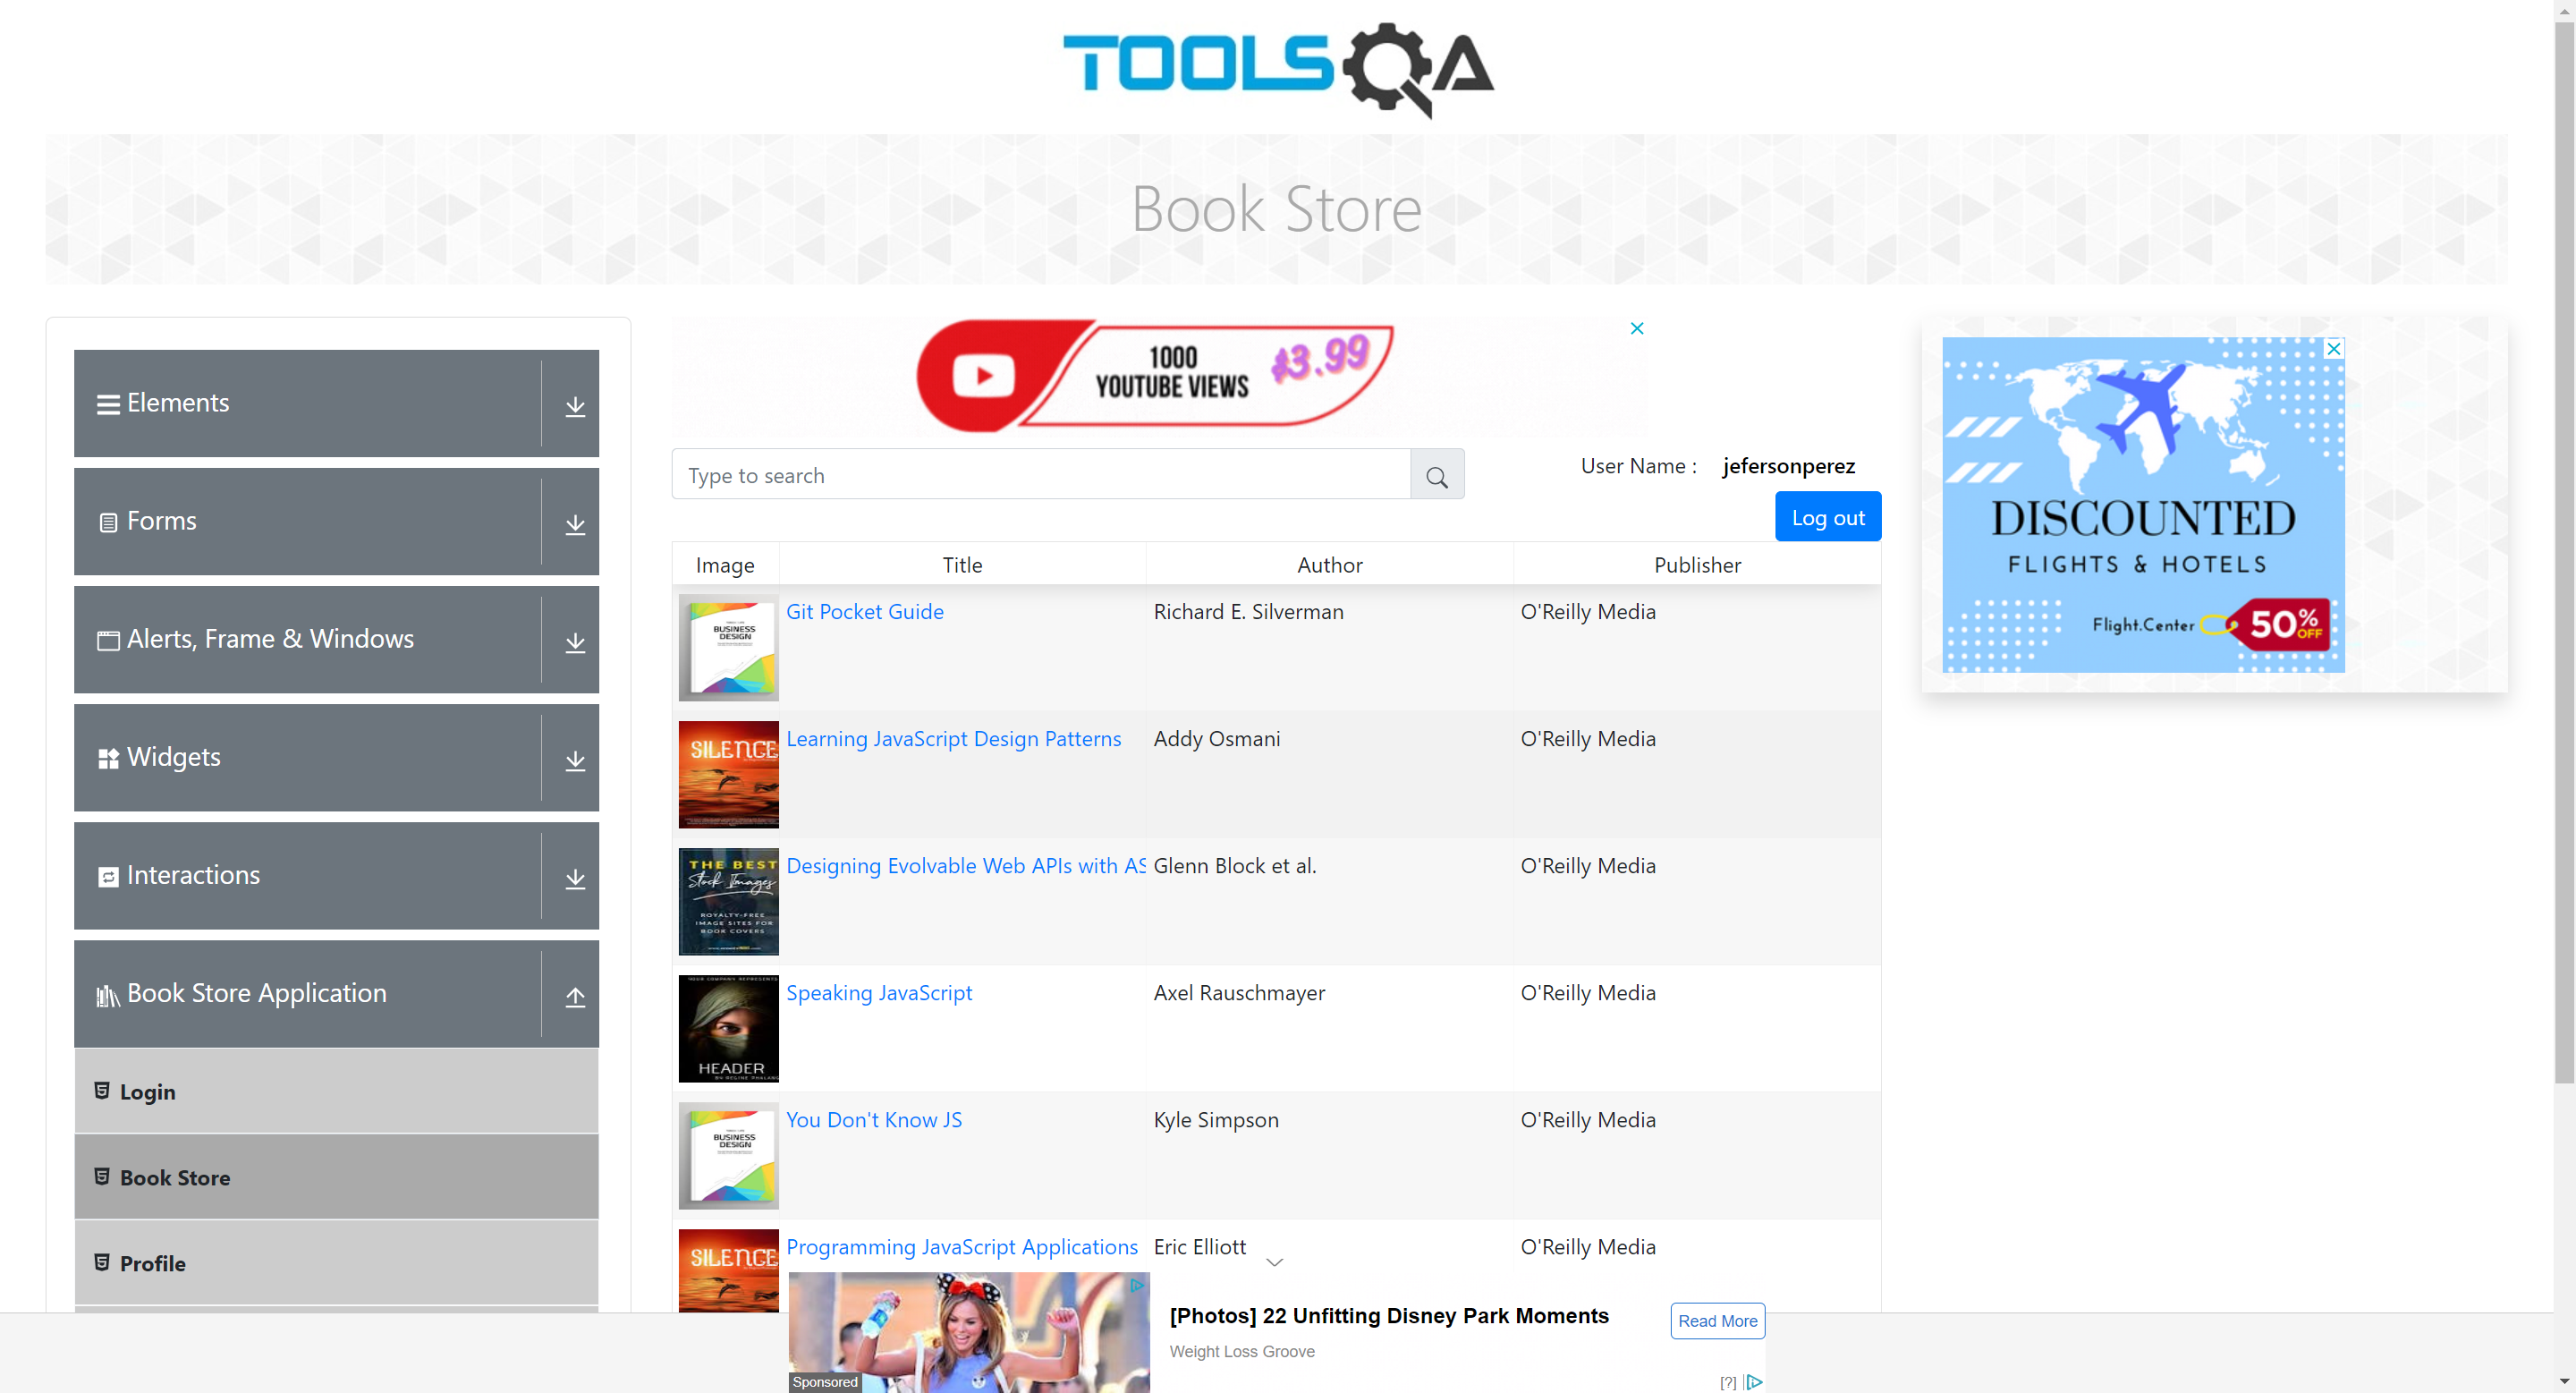 TOOLSQA
Book Store
Elements
Forms
Alerts, Frame & Windows
Widgets
Interactions
Book Store Application
Login
Book Store
Profile
1000
YOUTUBE VIEWS
$3.99
Type to search
User Name :
jefersonperez
Log out
Image
Title
Author
Publisher
BUSINESS
DESIGN
Git Pocket Guide
Richard E. Silverman
O'Reilly Media
SILENCE
Learning JavaScript Design Patterns
Addy Osmani
O'Reilly Media
THE BEST
Stock Images
ROYALTY-FREE
IMAGE SITES FOR
BOOK COVERS
Designing Evolvable Web APIs with AS
Glenn Block et al.
O'Reilly Media
YOUR COMPANY REPRESENTS
HEADER
Speaking JavaScript
Axel Rauschmayer
O'Reilly Media
BUSINESS
DESIGN
You Don't Know JS
Kyle Simpson
O'Reilly Media
SILENCE
Programming JavaScript Applications
Eric Elliott
O'Reilly Media
DISCOUNTED
FLIGHTS & HOTELS
Flight.Center
50% OFF
Sponsored
[Photos] 22 Unfitting Disney Park Moments
Weight Loss Groove
Read More
[?]